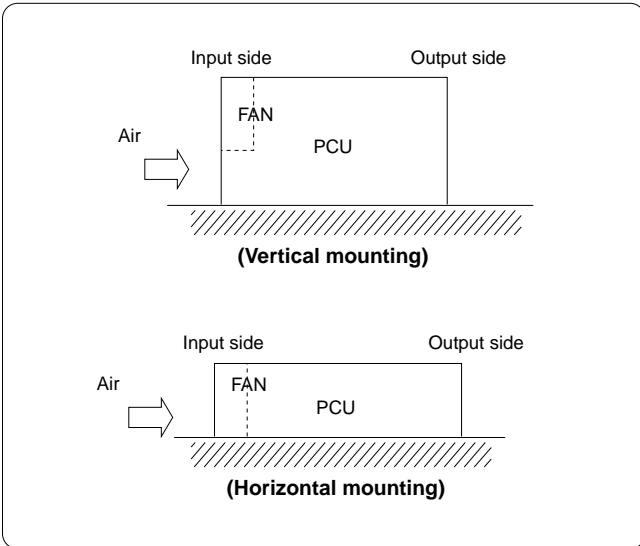 Input side Output side
FAN
Air
PCU
(Vertical mounting)
Input side Output side
Air FAN
PCU
(Horizontal mounting)